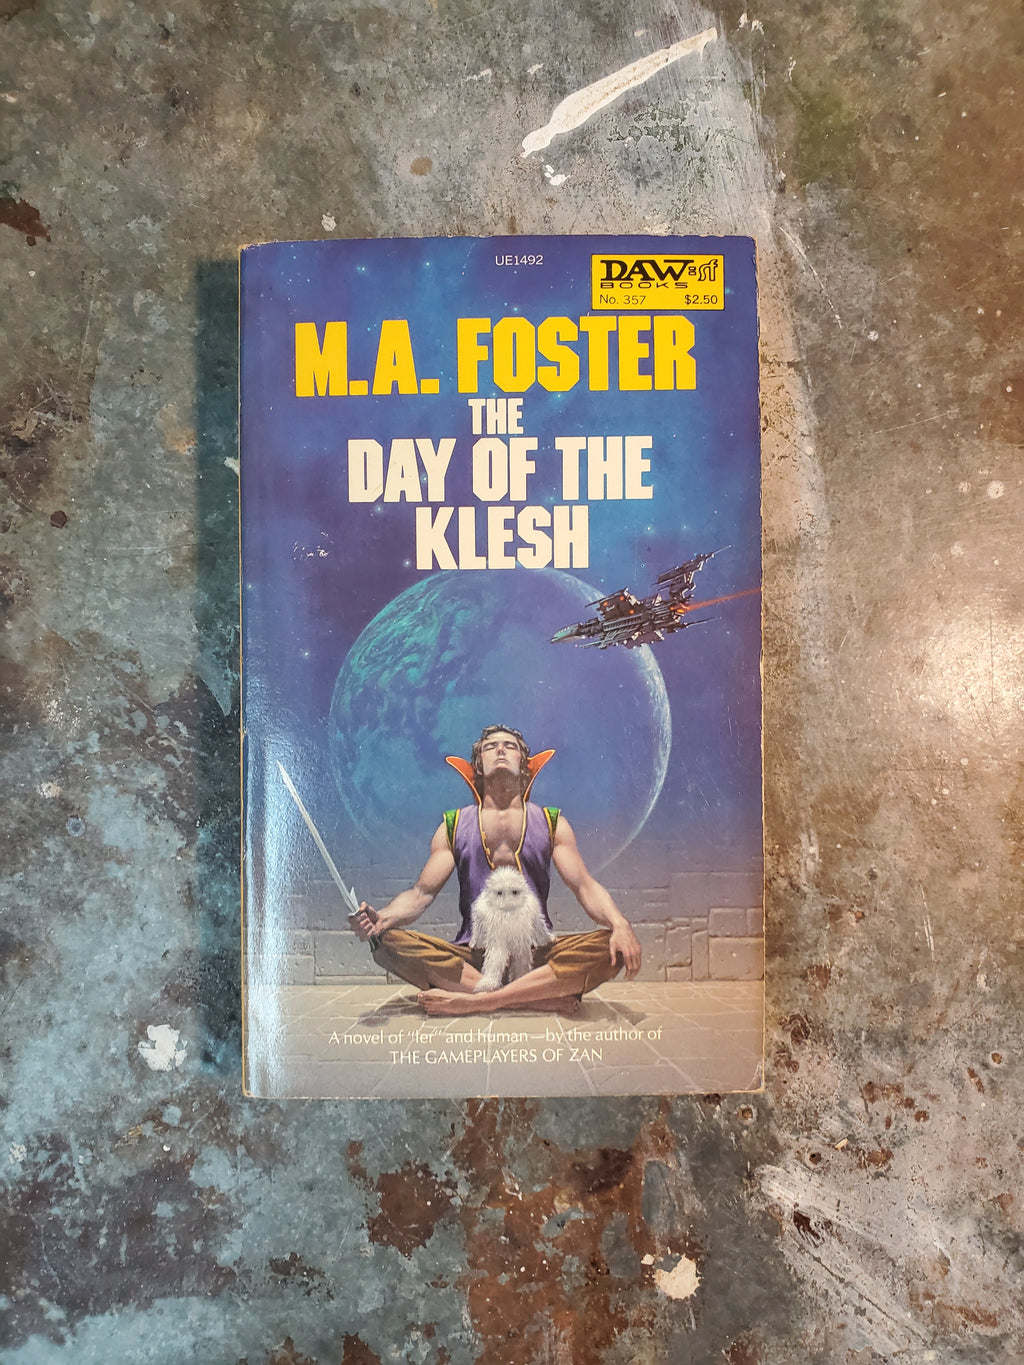 UE1492
DAW=sf
BOOKS
No. 357 $2.50
M.A. FOSTER
THE
DAY OF THE
KLESH
A novel of "ler" and human—by the author of
THE GAMEPLAYERS OF ZAN